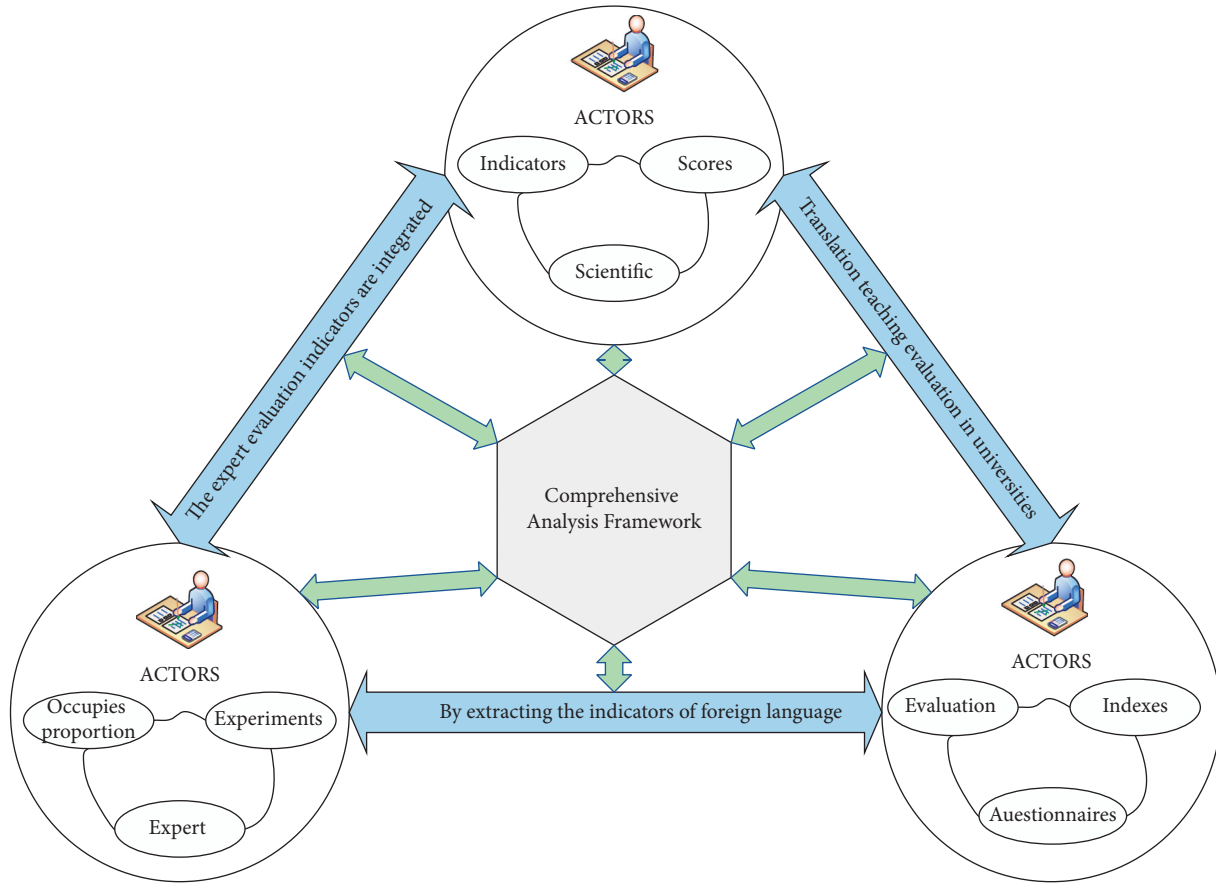 ACTORS
Indicators
Scores
Scientific
The expert evaluation indicators are integrated
Translation teaching evaluation in universities
Comprehensive
Analysis Framework
ACTORS
Occupies
proportion
Experiments
Expert
By extracting the indicators of foreign language
ACTORS
Evaluation
Indexes
Auestionnaires